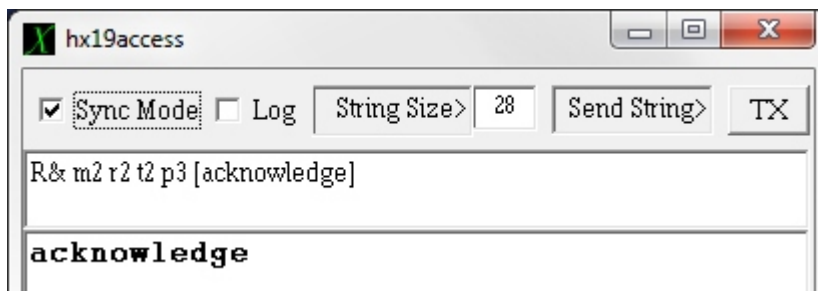 hx19access
Sync Mode Log String Size> 28 Send String> TX
R& m2 r2 t2 p3 [acknowledge]
acknowledge